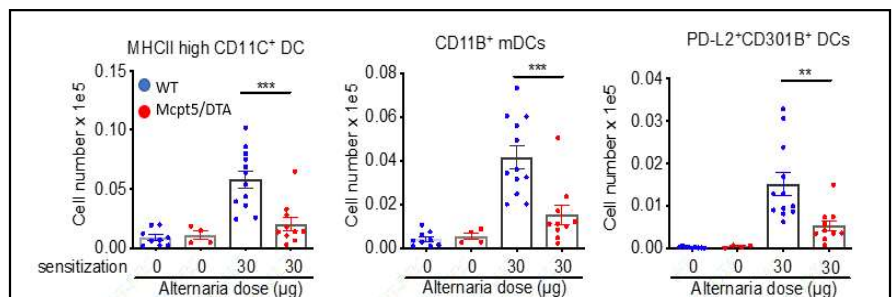 MHCII high CD11C+ DC
CD11B+ mDCs
PD-L2+CD301B+ DCs
0.15
0.10
0.05
0.00
Cell number x 1e5
WT
Mcpt5/DTA
***
0.08
0.06
0.04
0.02
0.00
Cell number x 1e5
***
0.04
0.03
0.02
0.01
0.00
Cell number x 1e5
**
sensitization 0 0 30 30
0 0 30 30
0 0 30 30
Alternaria dose (µg)
Alternaria dose (µg)
Alternaria dose (µg)